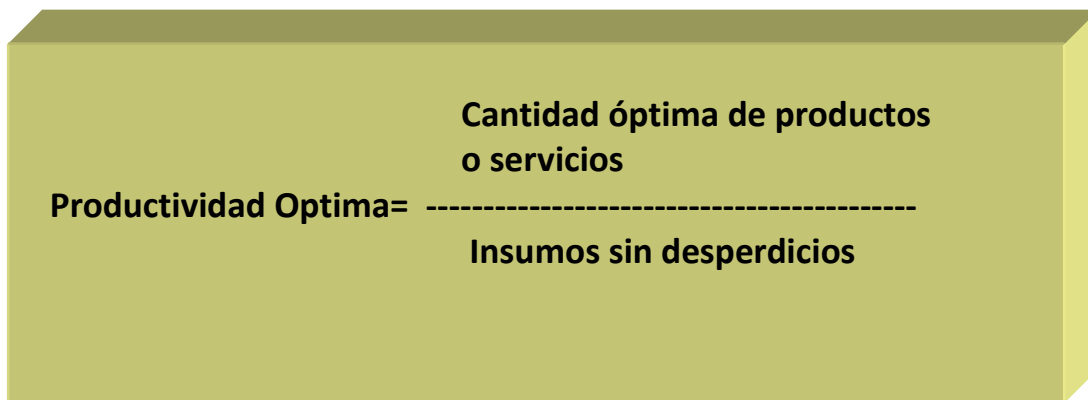 Cantidad óptima de productos
o servicios
Productividad Optima= -------------------------------------------
Insumos sin desperdicios